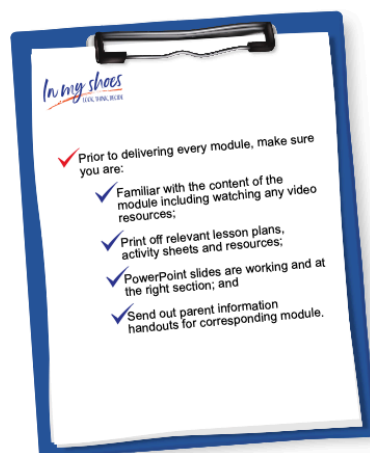 In my shoes
LOOK, THINK, DECIDE
Prior to delivering every module, make sure
you are:
Familiar with the content of the
module including watching any video
resources;
Print off relevant lesson plans,
activity sheets and resources;
PowerPoint slides are working and at
the right section; and
Send out parent information
handouts for corresponding module.